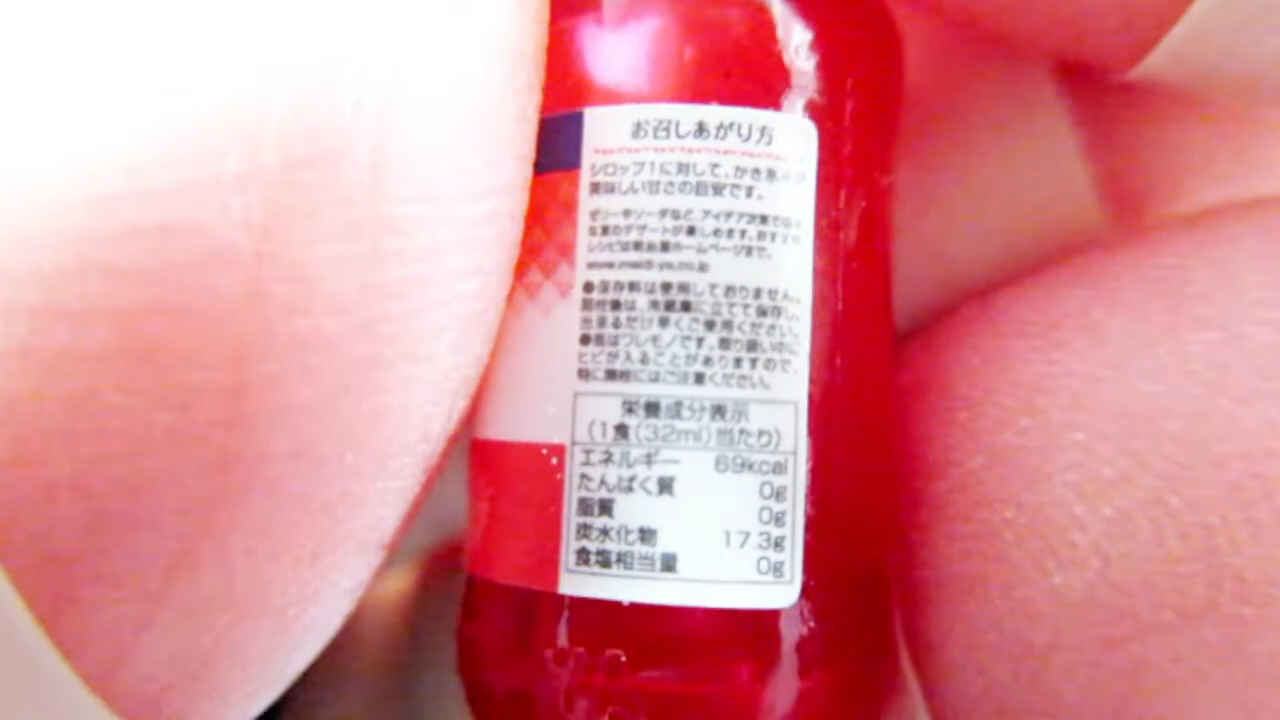 お召しあがり方
シロップ1に対して、かき氷
美味しい甘さの目安です。
ゼリーやソーダなど、アイデア次第で
な夏のデザートが楽しめます。おすすめ
レシピは明治屋ホームページまで。
www.meidi-ya.co.jp
●保存料は使用しておりません。
開栓後は、冷蔵庫に立てて保存し、
出来るだけ早くご使用ください。
●瓶はワレモノです。取り扱い中に
ヒビが入ることがありますので、
特に開栓にはご注意ください。
栄養成分表示
(1食(32ml)当たり)
エネルギー 69kcal
たんぱく質 0g
脂質 0g
炭水化物 17.3g
食塩相当量 0g